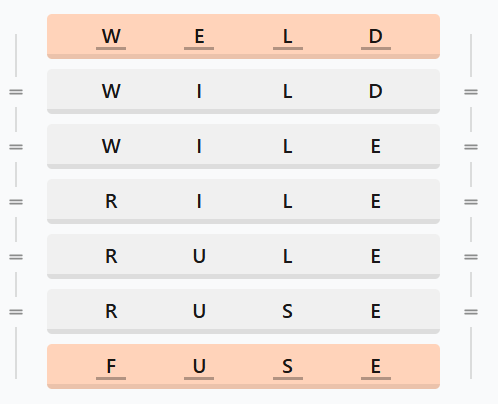 W E L D
W I L D
W I L E
R I L E
R U L E
R U S E
F U S E